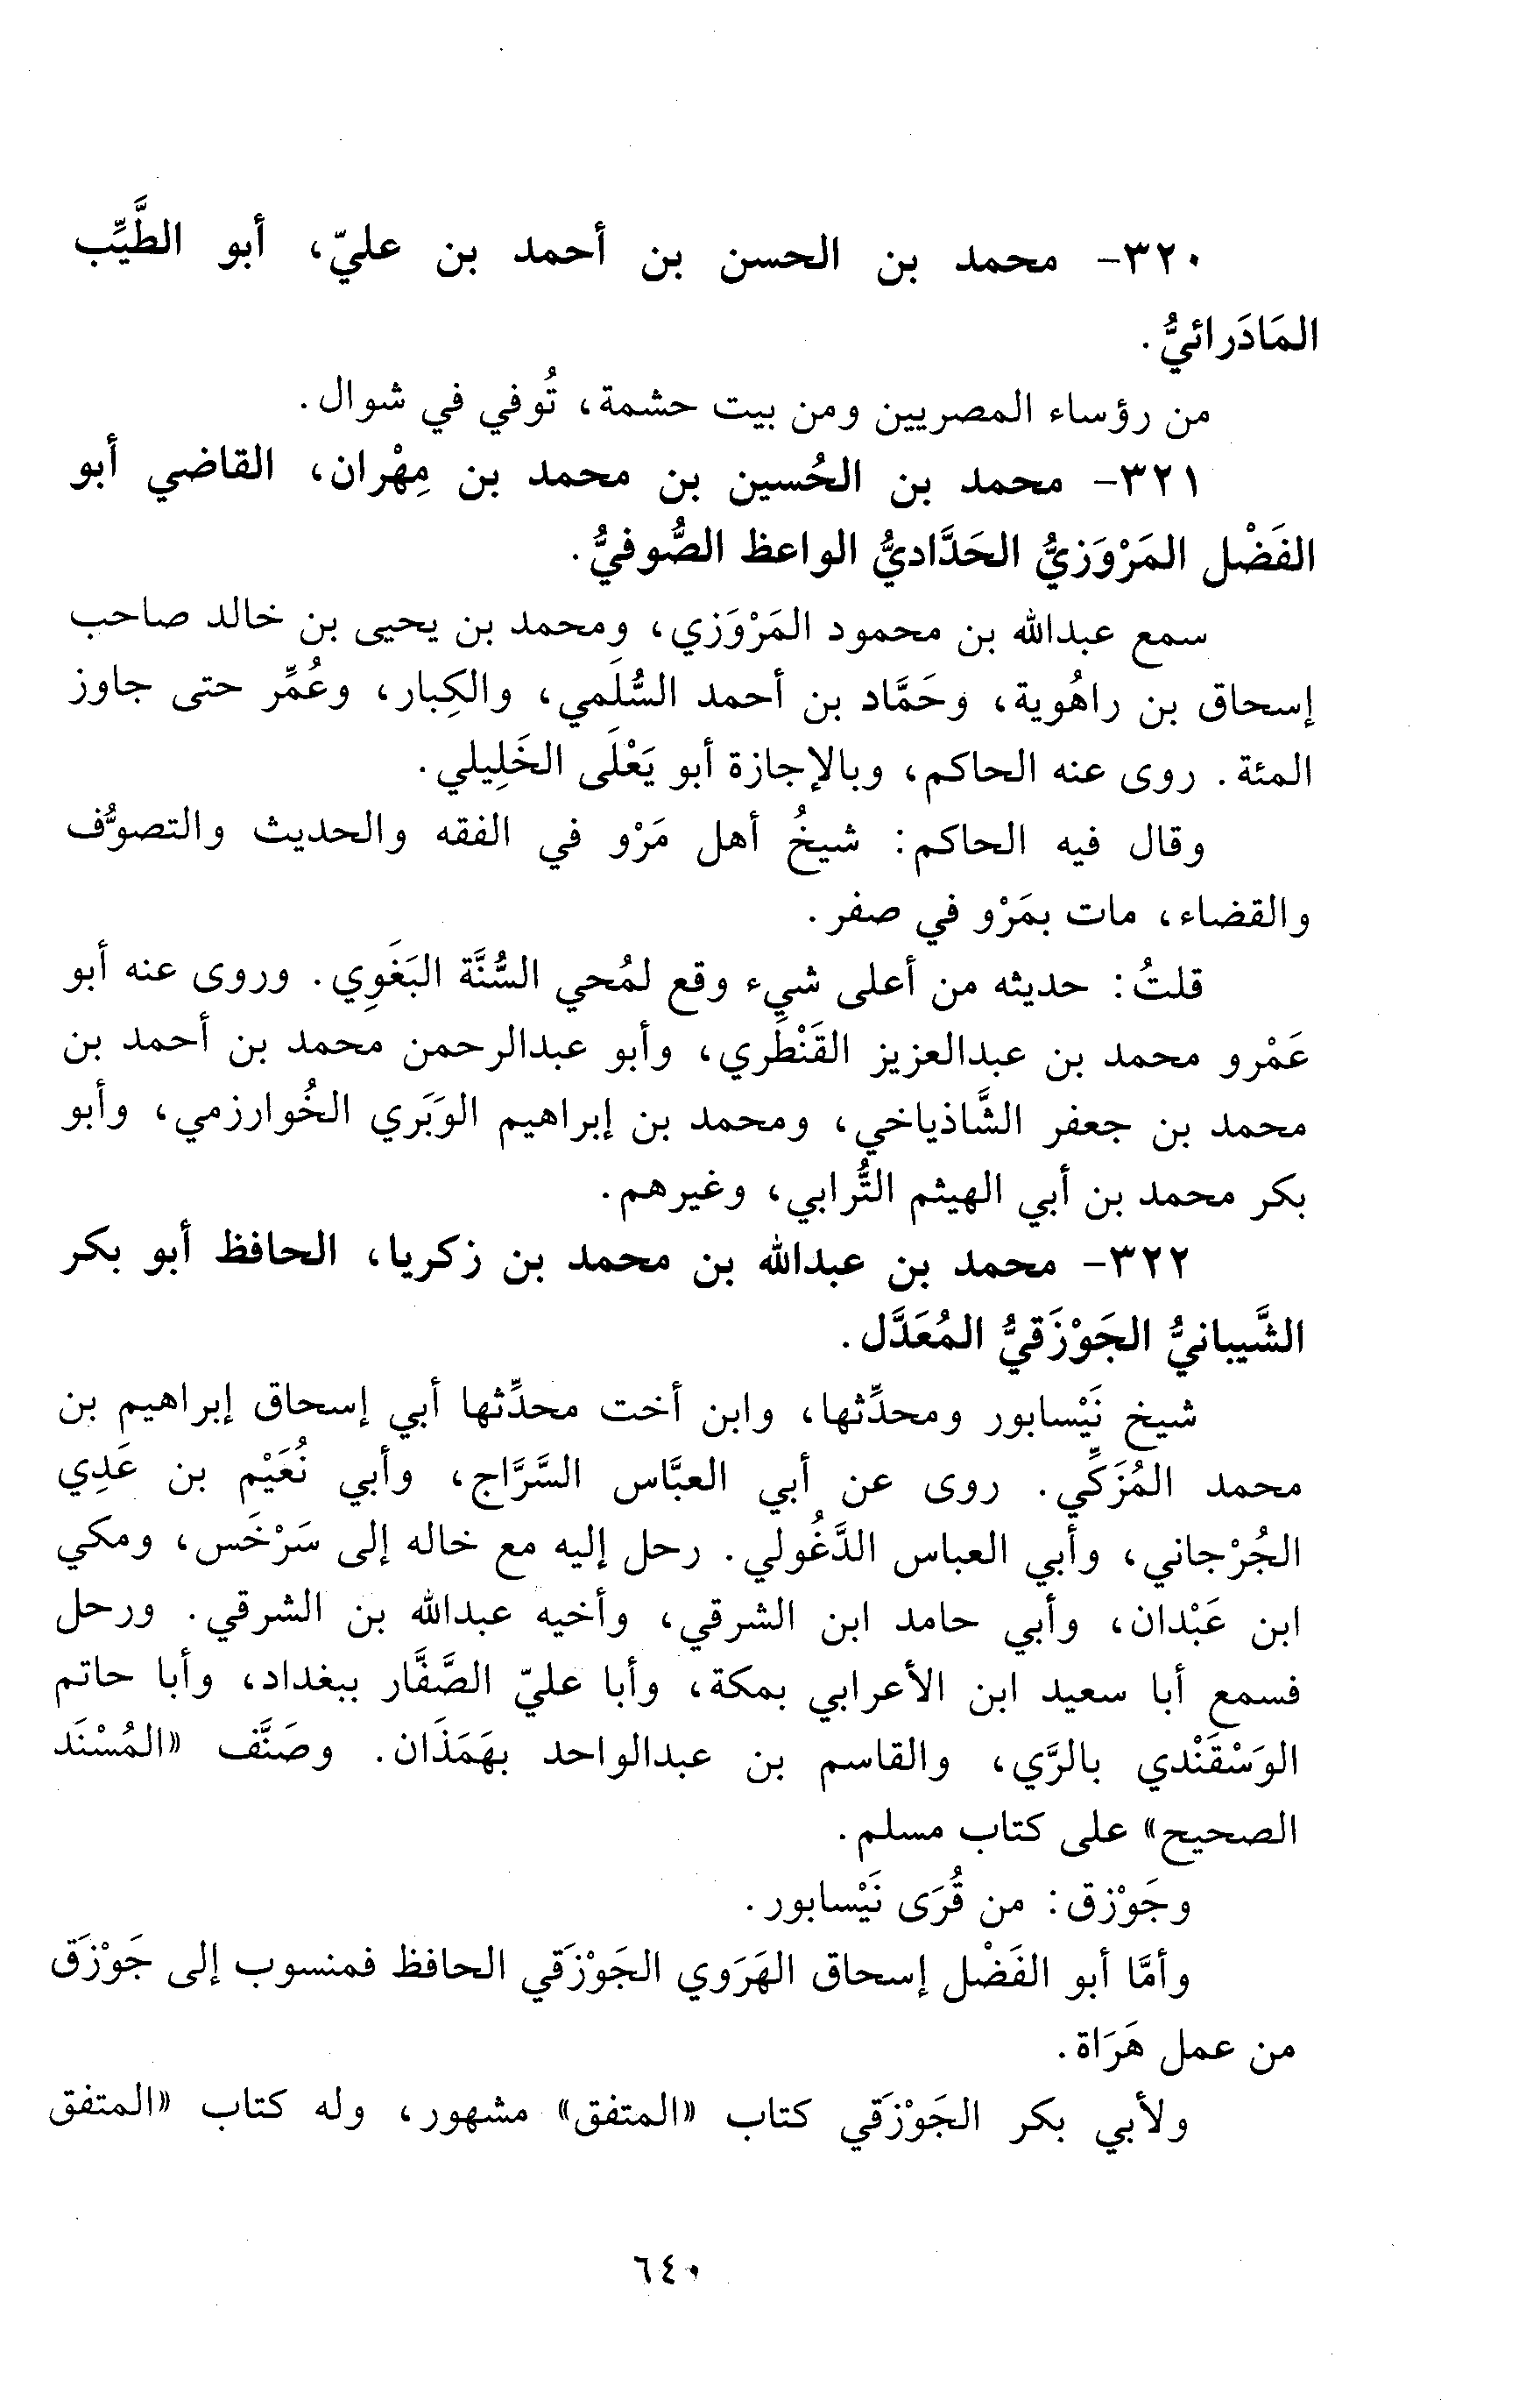 ٣٢٠- محمد بن الحسن بن أحمد بن عليّ، أبو الطَّيِّب
المَادَرائيُّ.
من رؤساء المصريين ومن بيت حشمة، تُوفي في شوال.
٣٢١- محمد بن الحُسين بن محمد بن مِهْران، القاضي أبو
الفَضْل المَرْوَزيُّ الحَدَّاديُّ الواعظ الصُّوفيُّ.
سمع عبدالله بن محمود المَرْوَزي، ومحمد بن يحيى بن خالد صاحب
إسحاق بن راهُوية، وحَمَّاد بن أحمد السُّلَمي، والكِبار، وعُمِّر حتى جاوز
المئة. روى عنه الحاكم، وبالإجازة أبو يَعْلَى الخَلِيلي.
وقال فيه الحاكم: شيخُ أهل مَرْو في الفقه والحديث والتصوُّف
والقضاء، مات بمَرْو في صفر.
قلتُ: حديثه من أعلى شيء وقع لمُحي السُّنَّة البَغَوِي. وروى عنه أبو
عَمْرو محمد بن عبدالعزيز القَنْطَري، وأبو عبدالرحمن محمد بن أحمد بن
محمد بن جعفر الشَّاذياخي، ومحمد بن إبراهيم الوَبَري الخُوارزمي، وأبو
بكر محمد بن أبي الهيثم التُّرابي، وغيرهم.
٣٢٢- محمد بن عبدالله بن محمد بن زكريا، الحافظ أبو بكر
الشَّيبانيُّ الجَوْزَقيُّ المُعَدَّل.
شيخ نَيْسابور ومحدِّثها، وابن أخت محدِّثها أبي إسحاق إبراهيم بن
محمد المُزَكِّي. روى عن أبي العبَّاس السَّرَّاج، وأبي نُعَيْم بن عَدِي
الجُرْجاني، وأبي العباس الدَّغُولي. رحل إليه مع خاله إلى سَرْخَس، ومكي
ابن عَبْدان، وأبي حامد ابن الشرقي، وأخيه عبدالله بن الشرقي. ورحل
فسمع أبا سعيد ابن الأعرابي بمكة، وأبا عليّ الصَّفَّار ببغداد، وأبا حاتم
الوَسْقَنْدي بالرَّي، والقاسم بن عبدالواحد بهَمَذَان. وصَنَّف «المُسْنَد
الصحيح» على كتاب مسلم.
وجَوْزق: من قُرَى نَيْسابور.
وأمَّا أبو الفَضْل إسحاق الهَرَوي الجَوْزَقي الحافظ فمنسوب إلى جَوْزَق
من عمل هَرَاة.
ولأبي بكر الجَوْزَقي كتاب «المتفق» مشهور، وله كتاب «المتفق
٦٤٠